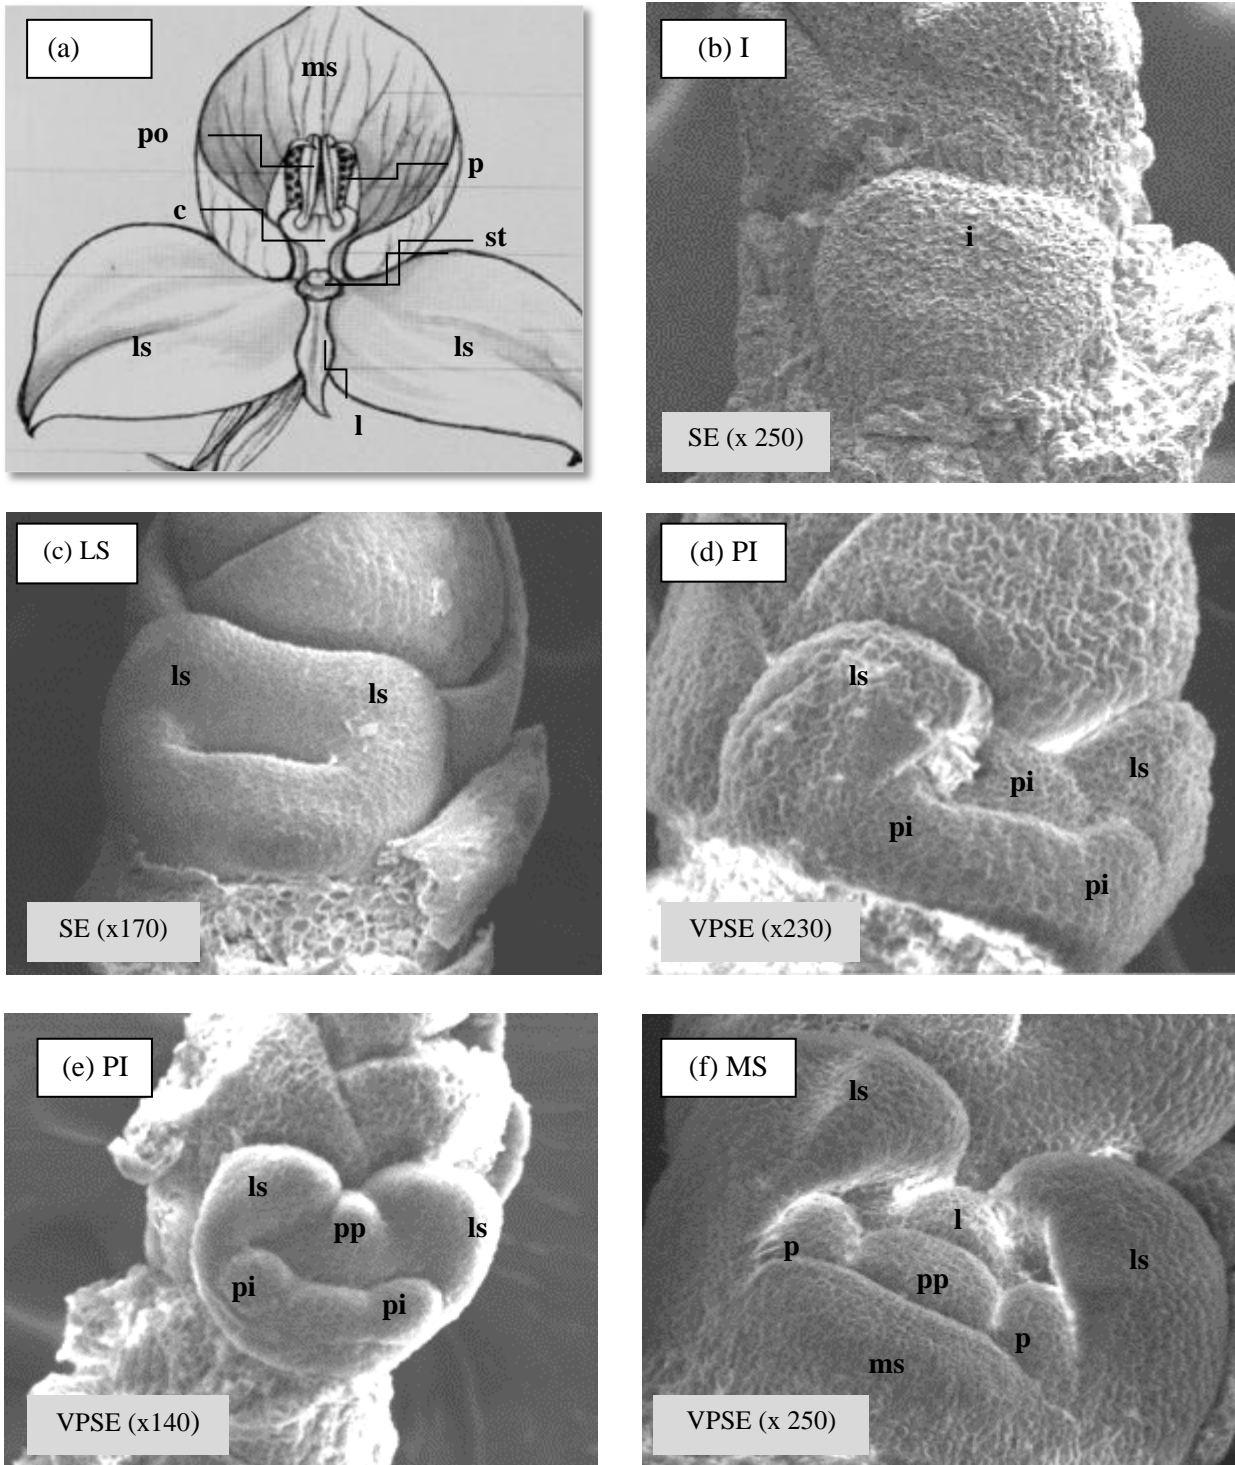 (a)
ms
po
p
c
st
ls
ls
l
(b) I
i
SE (x 250)
(c) LS
ls
ls
SE (x170)
(d) PI
ls
ls
pi
pi
pi
VPSE (x230)
(e) PI
ls
pp
ls
pi
pi
VPSE (x140)
(f) MS
ls
l
p
ls
pp
p
ms
VPSE (x 250)